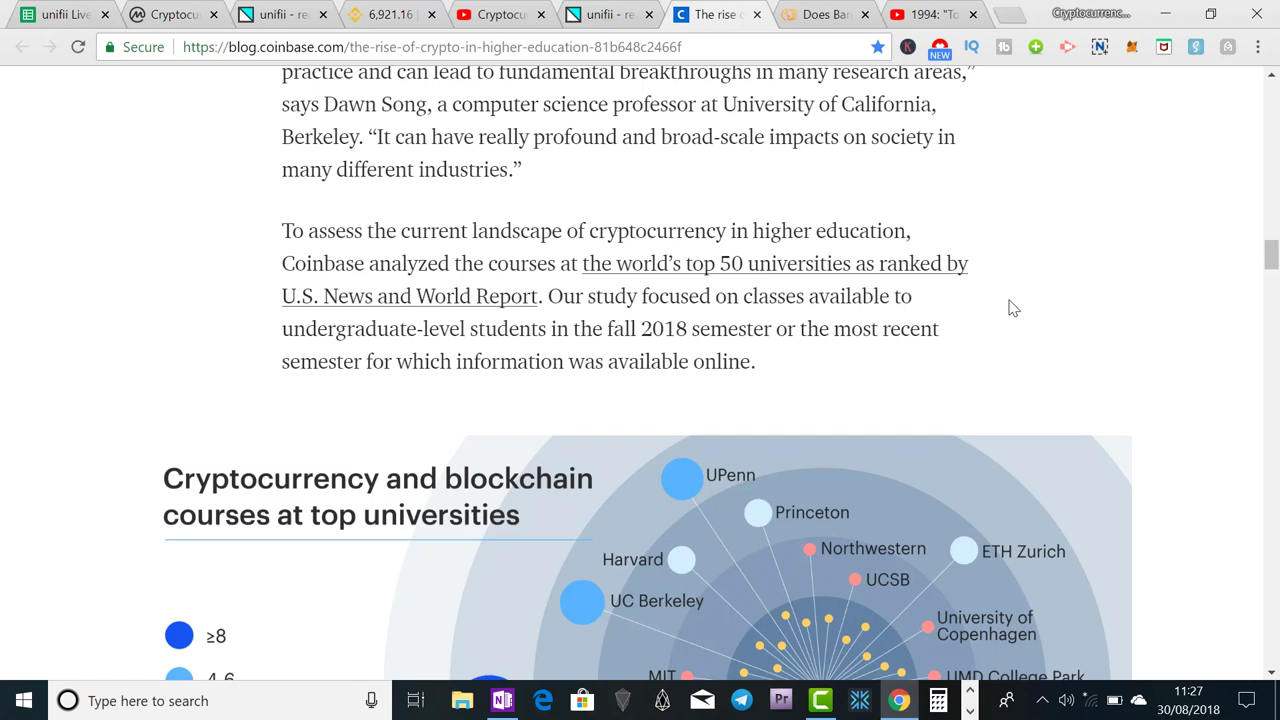 unifii Live
Cryptocu
unifii - re
6,921.16
Cryptocu
unifii - re
The rise
Does Ban
1994: "To
Cryptocurrenc...
Secure
https://blog.coinbase.com/the-rise-of-crypto-in-higher-education-81b648c2466f
NEW
practice and can lead to fundamental breakthroughs in many research areas,”
says Dawn Song, a computer science professor at University of California,
Berkeley. “It can have really profound and broad-scale impacts on society in
many different industries.”
To assess the current landscape of cryptocurrency in higher education,
Coinbase analyzed the courses at the world’s top 50 universities as ranked by
U.S. News and World Report. Our study focused on classes available to
undergraduate-level students in the fall 2018 semester or the most recent
semester for which information was available online.
Cryptocurrency and blockchain
courses at top universities
≥8
4-6
UPenn
Princeton
Northwestern
Harvard
ETH Zurich
UCSB
UC Berkeley
University of
Copenhagen
MIT
UMD College Park
Type here to search
11:27
30/08/2018